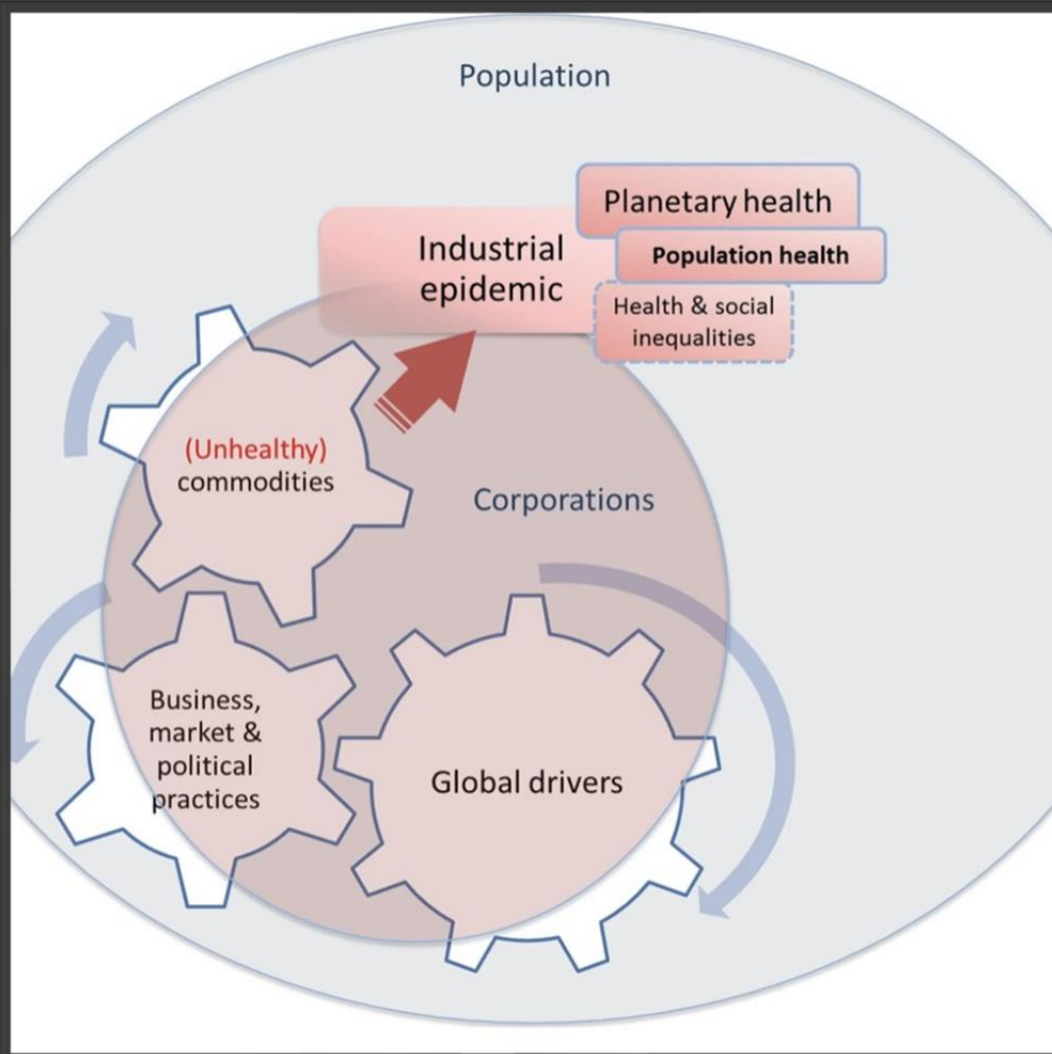 Population
Planetary health
Industrial
epidemic
Population health
Health & social
inequalities
(Unhealthy)
commodities
Corporations
Business,
market &
political
practices
Global drivers